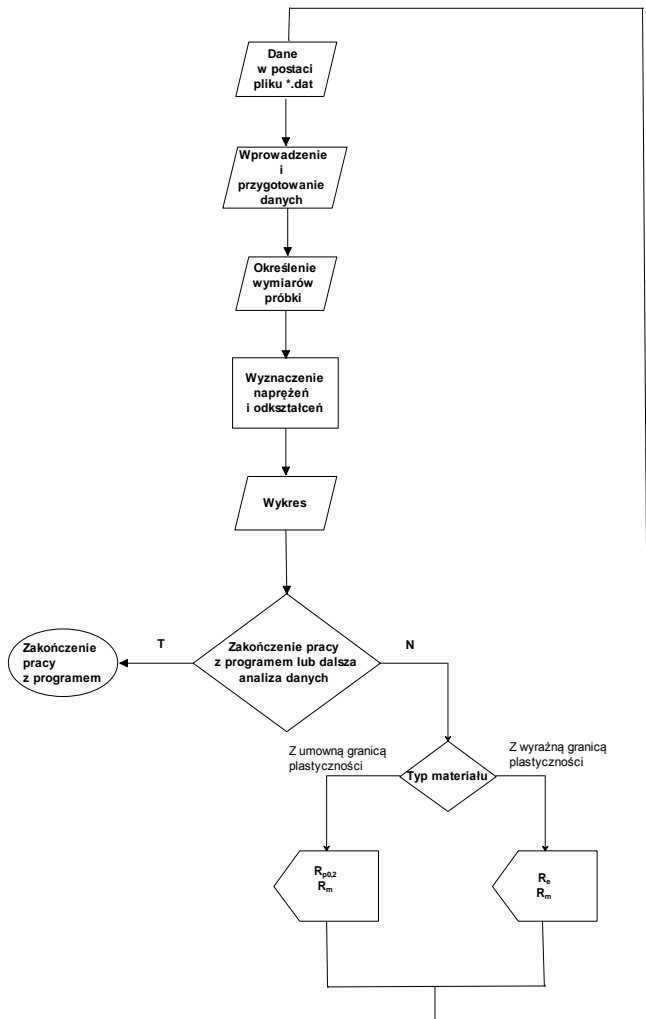 Dane
w postaci
pliku *.dat
Wprowadzenie
i
przygotowanie
danych
Określenie
wymiarów
próbki
Wyznaczenie
naprężeń
i odkształceń
Wykres
Zakończenie
pracy
z programem
T
Zakończenie pracy
z programem lub dalsza
analiza danych
N
Z umowną granicą
plastyczności
Typ materiału
Z wyraźną granicą
plastyczności
Rp0,2
Rm
Re
Rm